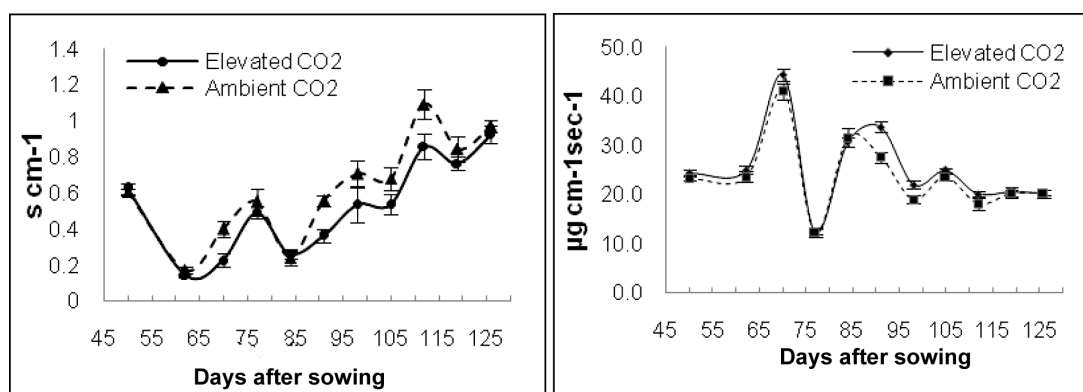 1.4
1.2
1
0.8
0.6
0.4
0.2
0
s cm-1
Elevated CO2
Ambient CO2
45 55 65 75 85 95 105 115 125
Days after sowing
50.0
40.0
30.0
20.0
10.0
0.0
µg cm-1sec-1
Elevated CO2
Ambient CO2
45 55 65 75 85 95 105 115 125
Days after sowing